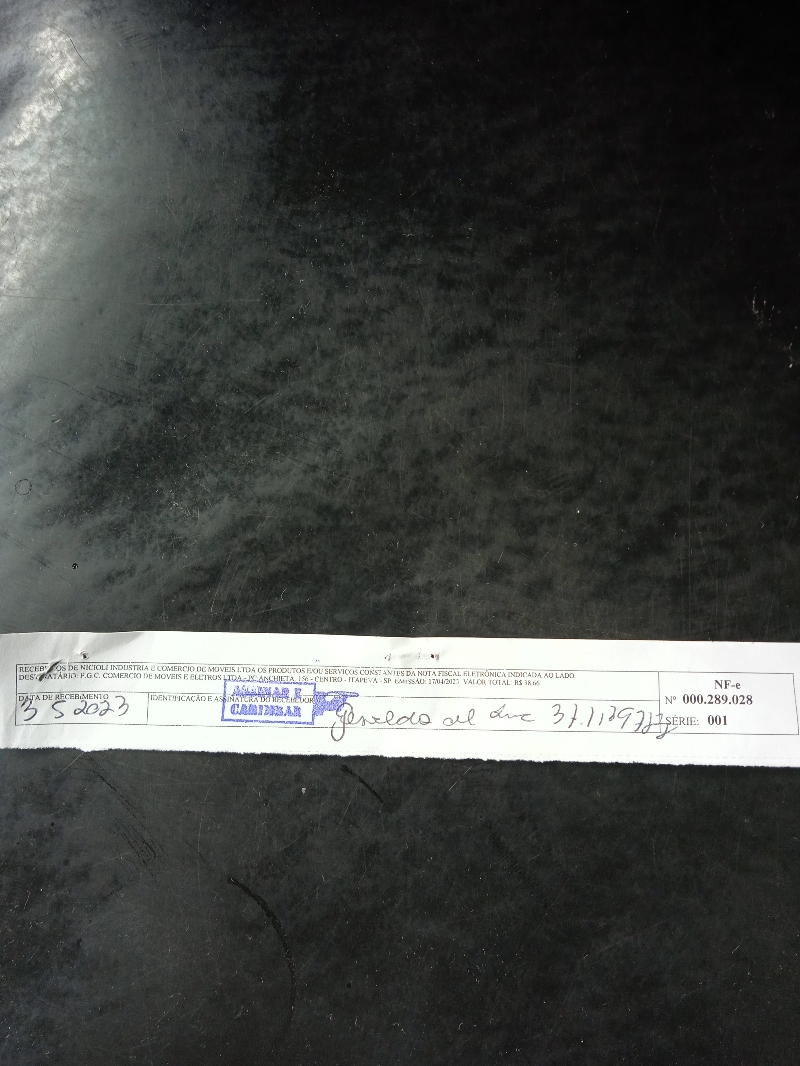 RECEBEMOS DE NICIOLI INDUSTRIA E COMERCIO DE MOVEIS LTDA OS PRODUTOS E/OU SERVIÇOS CONSTANTES DA NOTA FISCAL ELETRÔNICA INDICADA AO LADO.
DESTINATÁRIO: F.G.C. COMERCIO DE MOVEIS E ELETROS LTDA - PC ANCHIETA, 156 - CENTRO - ITAPEVA - SP EMISSÃO: 17/04/2023 VALOR TOTAL: R$ 38,66
DATA DE RECEBIMENTO
3 5 2023
IDENTIFICAÇÃO E ASSINATURA DO RECEBEDOR
ASSINAR E
CARIMBAR
NF-e
Nº 000.289.028
SÉRIE: 001